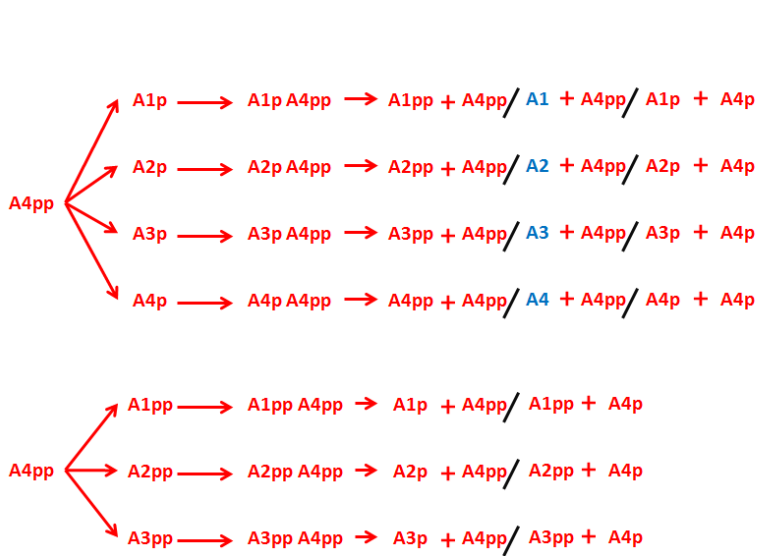 A1p A1p A4pp A1pp + A4pp / A1 + A4pp / A1p + A4p
A2p A2p A4pp A2pp + A4pp / A2 + A4pp / A2p + A4p
A4pp
A3p A3p A4pp A3pp + A4pp / A3 + A4pp / A3p + A4p
A4p A4p A4pp A4pp + A4pp / A4 + A4pp / A4p + A4p
A1pp A1pp A4pp A1p + A4pp / A1pp + A4p
A4pp A2pp A2pp A4pp A2p + A4pp / A2pp + A4p
A3pp A3pp A4pp A3p + A4pp / A3pp + A4p